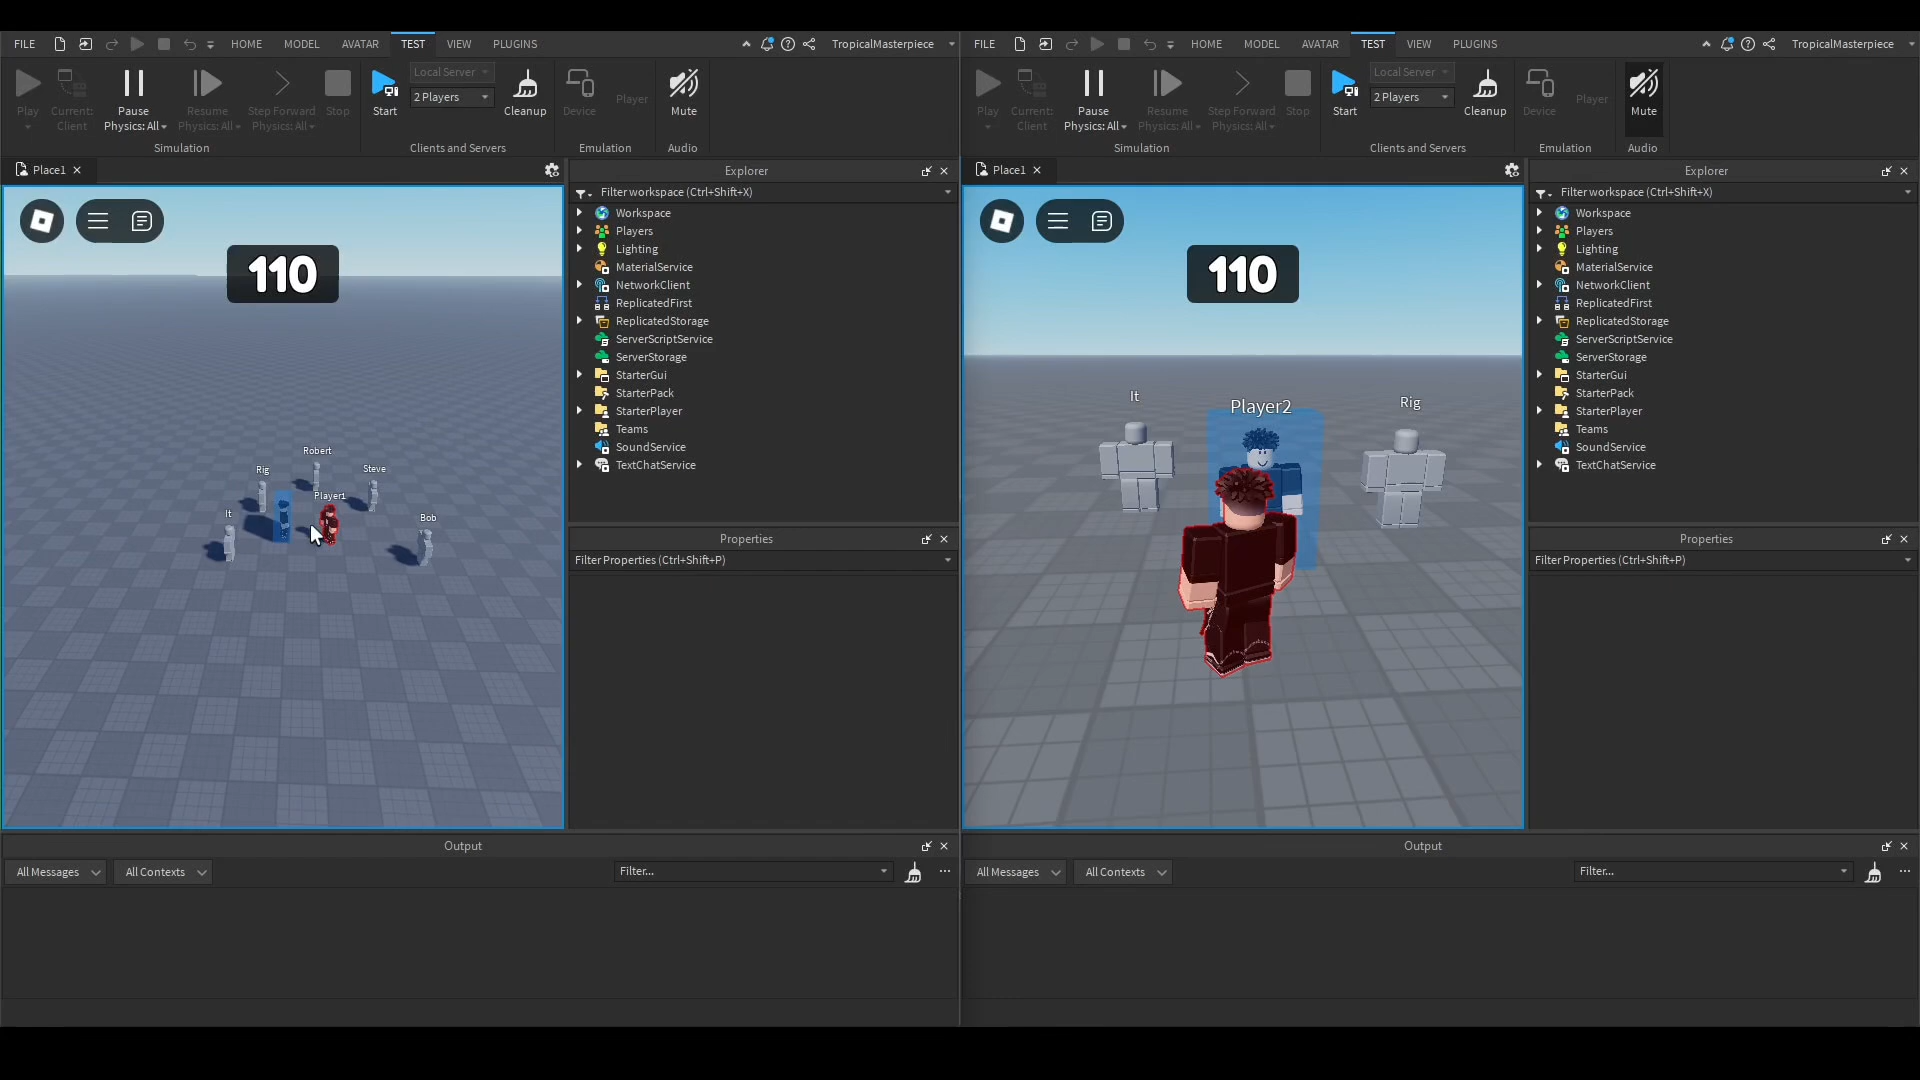 FILE HOME MODEL AVATAR TEST VIEW PLUGINS TropicalMasterpiece
Play Current: Client Pause Physics: All Resume Physics: All Step Forward Physics: All Stop Start Local Server 2 Players Cleanup Device Player Mute
Simulation Clients and Servers Emulation Audio
Place1
110
Robert
Rig
Steve
Player1
It
Bob
Explorer
Filter workspace (Ctrl+Shift+X)
Workspace
Players
Lighting
MaterialService
NetworkClient
ReplicatedFirst
ReplicatedStorage
ServerScriptService
ServerStorage
StarterGui
StarterPack
StarterPlayer
Teams
SoundService
TextChatService
Properties
Filter Properties (Ctrl+Shift+P)
Output
All Messages All Contexts Filter...
FILE HOME MODEL AVATAR TEST VIEW PLUGINS TropicalMasterpiece
Play Current: Client Pause Physics: All Resume Physics: All Step Forward Physics: All Stop Start Local Server 2 Players Cleanup Device Player Mute
Simulation Clients and Servers Emulation Audio
Place1
110
It
Player2
Rig
Explorer
Filter workspace (Ctrl+Shift+X)
Workspace
Players
Lighting
MaterialService
NetworkClient
ReplicatedFirst
ReplicatedStorage
ServerScriptService
ServerStorage
StarterGui
StarterPack
StarterPlayer
Teams
SoundService
TextChatService
Properties
Filter Properties (Ctrl+Shift+P)
Output
All Messages All Contexts Filter...